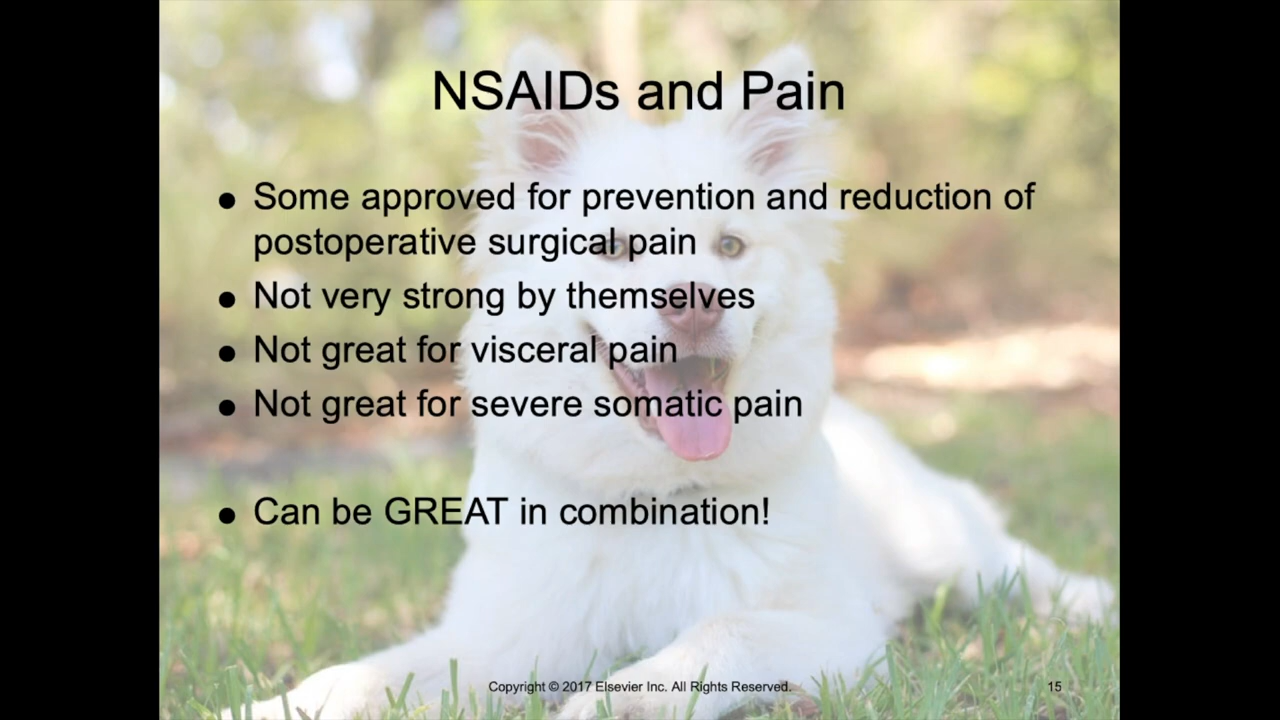 NSAIDs and Pain
● Some approved for prevention and reduction of
postoperative surgical pain
● Not very strong by themselves
● Not great for visceral pain
● Not great for severe somatic pain
● Can be GREAT in combination!
Copyright © 2017 Elsevier Inc. All Rights Reserved.
15